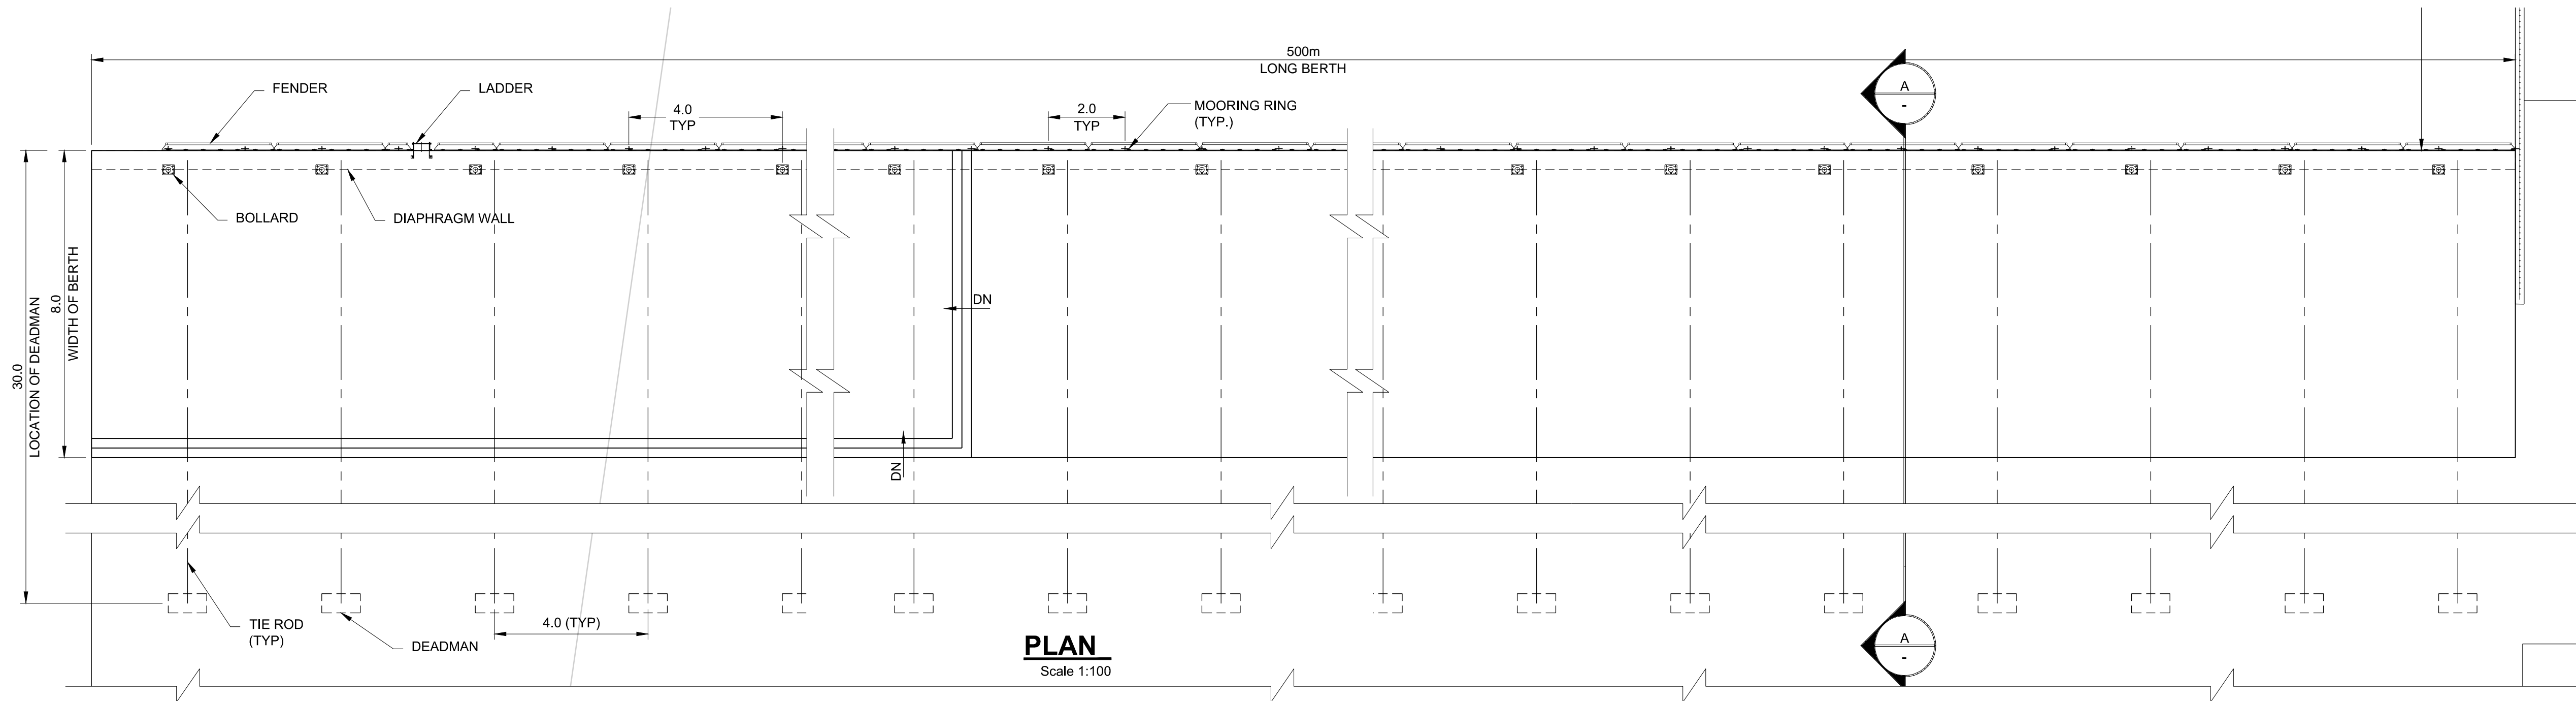 500m
LONG BERTH
FENDER
LADDER
4.0
TYP
2.0
TYP
MOORING RING
(TYP.)
A
-
BOLLARD
DIAPHRAGM WALL
30.0
LOCATION OF DEADMAN
8.0
WIDTH OF BERTH
DN
DN
TIE ROD
(TYP)
DEADMAN
4.0 (TYP)
PLAN
Scale 1:100
A
-